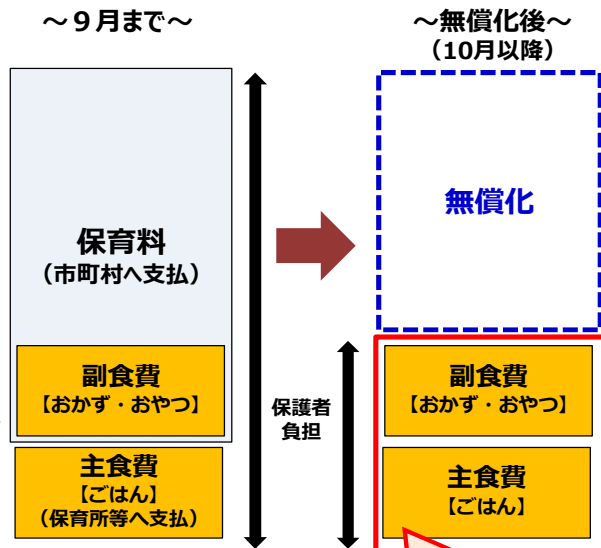 ～９月まで～
保育料
（市町村へ支払）
副食費
【おかず・おやつ】
主食費
【ごはん】
（保育所等へ支払）
保護者
負担
～無償化後～
（10月以降）
無償化
副食費
【おかず・おやつ】
主食費
【ごはん】